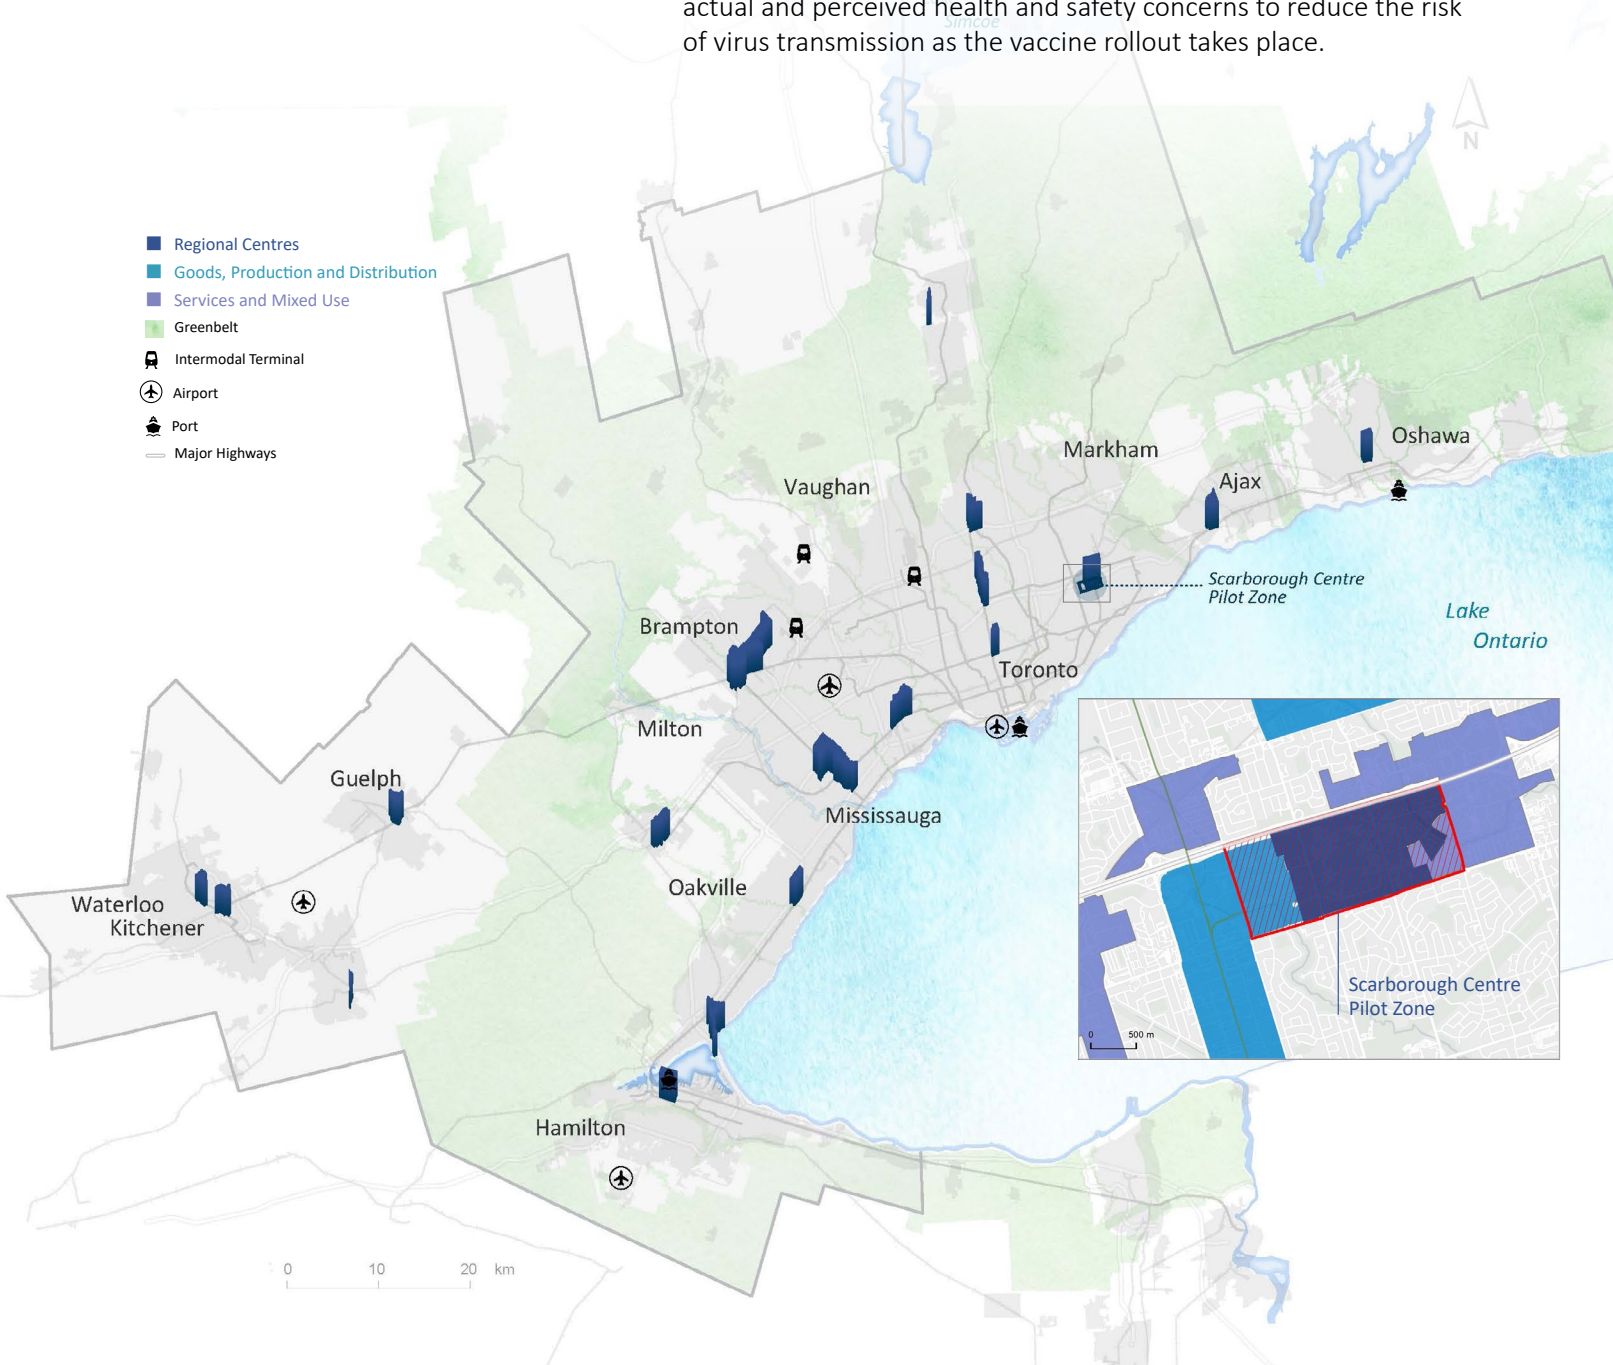 actual and perceived health and safety concerns to reduce the risk
Simcoe
of virus transmission as the vaccine rollout takes place.
N
Regional Centres
Goods, Production and Distribution
Services and Mixed Use
Greenbelt
Intermodal Terminal
Airport
Port
Major Highways
Oshawa
Markham
Ajax
Vaughan
Scarborough Centre
Pilot Zone
Lake
Ontario
Brampton
Toronto
Milton
Guelph
Mississauga
Oakville
Waterloo
Kitchener
Scarborough Centre
Pilot Zone
0 500 m
Hamilton
0 10 20 km